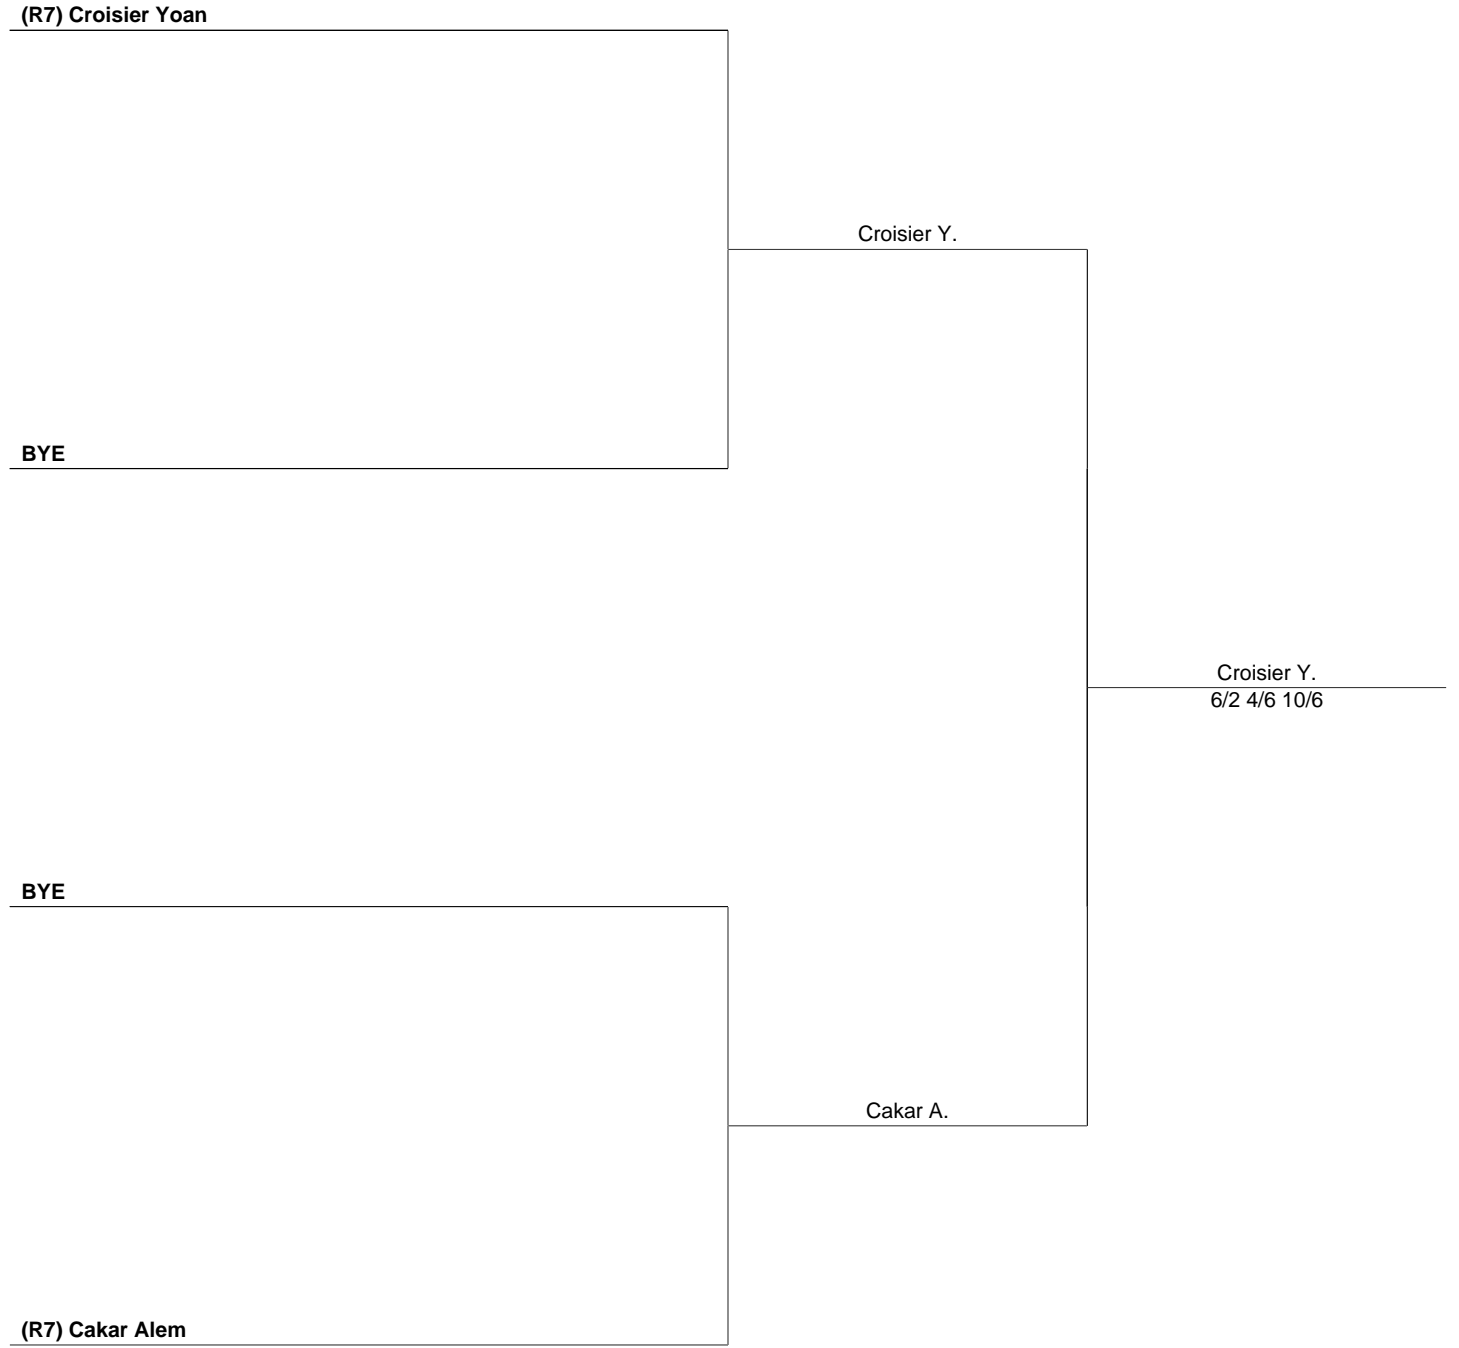 (R7) Croisier Yoan
Croisier Y.
BYE
Croisier Y.
6/2 4/6 10/6
BYE
Cakar A.
(R7) Cakar Alem